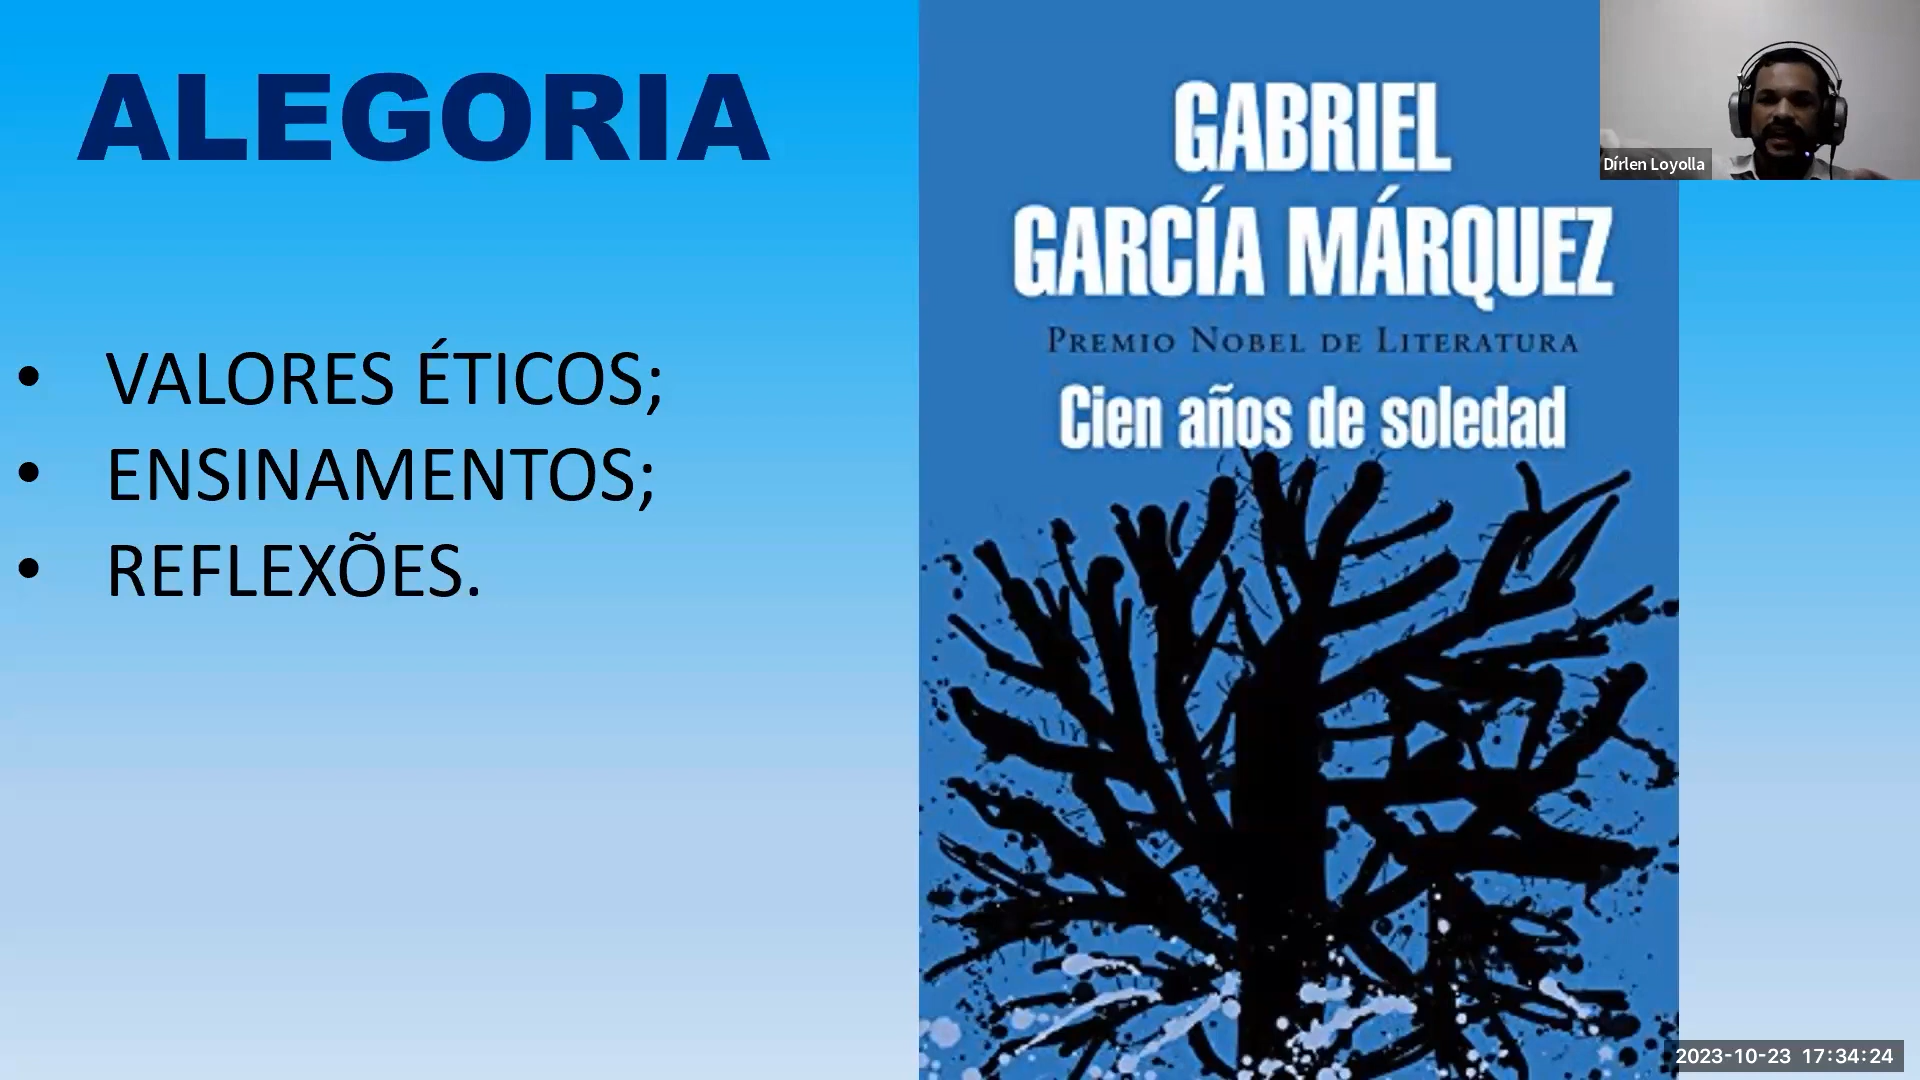 ALEGORIA
• VALORES ÉTICOS;
• ENSINAMENTOS;
• REFLEXÕES.
GABRIEL
GARCÍA MÁRQUEZ
PREMIO NOBEL DE LITERATURA
Cien años de soledad
Dírlen Loyolla
2023-10-23 17:34:24